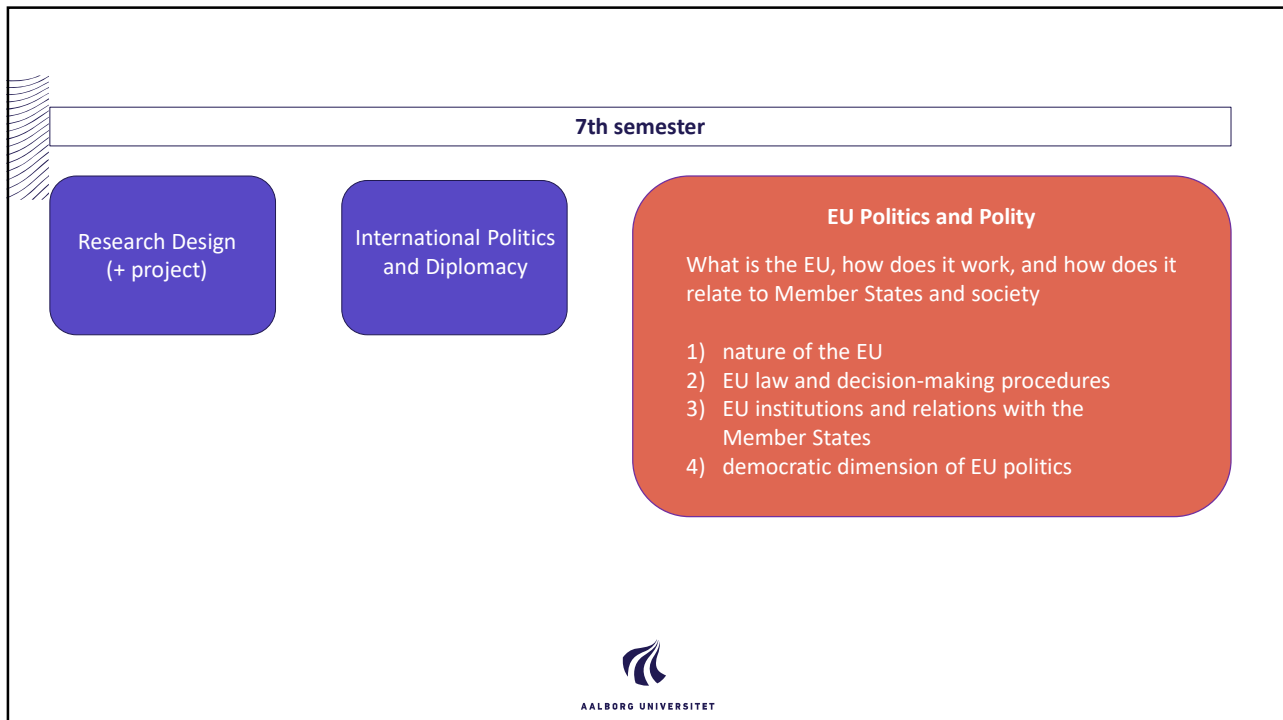 7th semester
Research Design
(+ project)
International Politics
and Diplomacy
EU Politics and Polity
What is the EU, how does it work, and how does it
relate to Member States and society
1) nature of the EU
2) EU law and decision-making procedures
3) EU institutions and relations with the
Member States
4) democratic dimension of EU politics
AALBORG UNIVERSITET